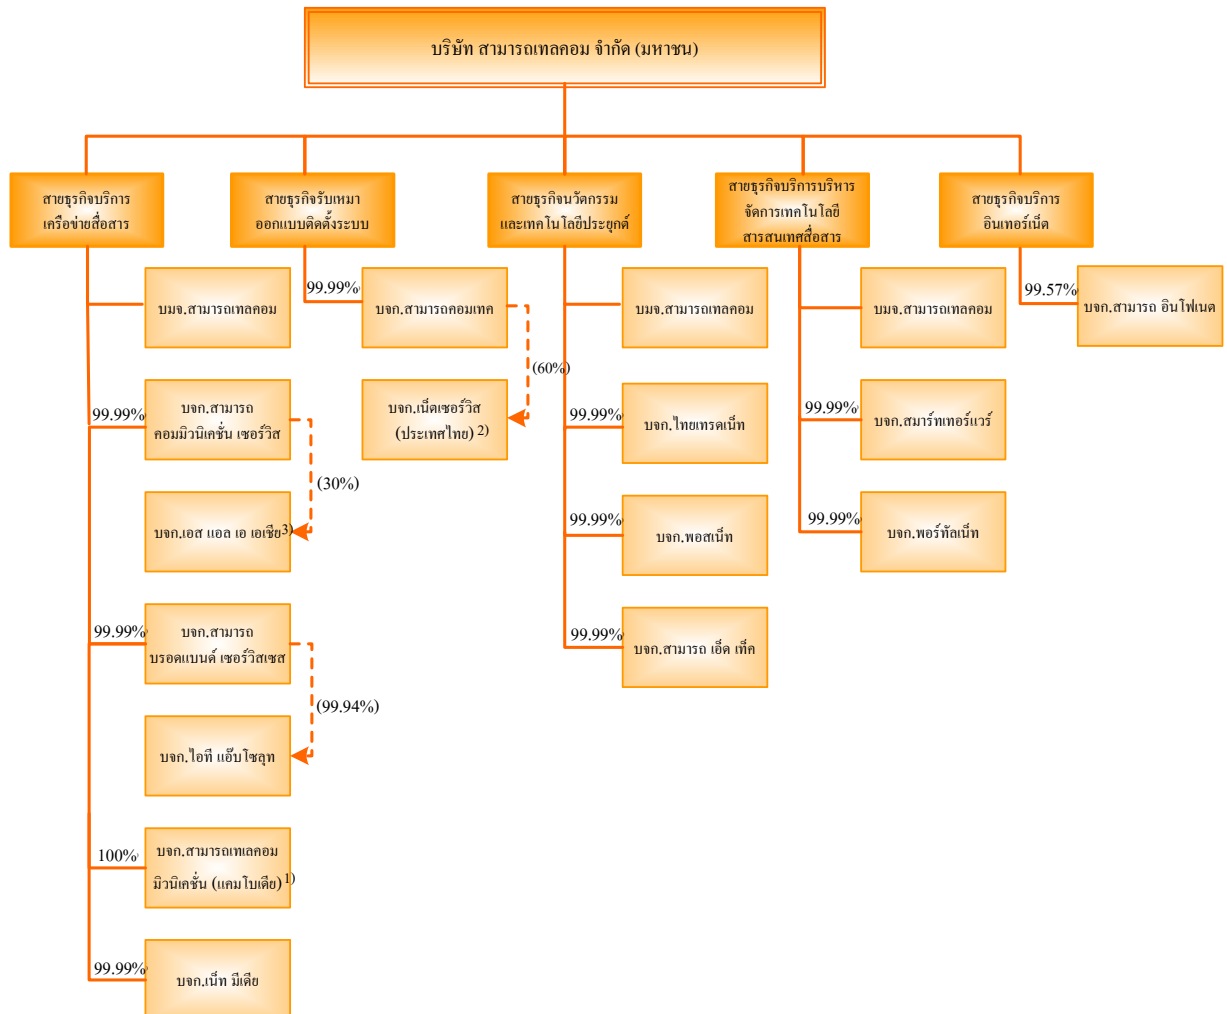 บริษัท สามารถเทลคอม จำกัด (มหาชน)
สายธุรกิจบริการ
เครือข่ายสื่อสาร
สายธุรกิจรับเหมา
ออกแบบติดตั้งระบบ
สายธุรกิจนวัตกรรม
และเทคโนโลยีประยุกต์
สายธุรกิจบริการบริหาร
จัดการเทคโนโลยี
สารสนเทศสื่อสาร
สายธุรกิจบริการ
อินเทอร์เน็ต
บมจ.สามารถเทลคอม
99.99%
บจก.สามารถ
คอมมิวนิเคชั่น เซอร์วิส
(30%)
บจก.เอส แอล เอ เอเชีย3)
99.99%
บจก.สามารถ
บรอดแบนด์ เซอร์วิสเซส
(99.94%)
บจก.ไอที แอ๊บโซลุท
100%
บจก.สามารถเทเลคอม
มิวนิเคชั่น (แคมโบเดีย)1)
99.99%
บจก.เน็ท มีเดีย
99.99%
บจก.สามารถคอมเทค
(60%)
บจก.เน็ตเซอร์วิส
(ประเทศไทย) 2)
บมจ.สามารถเทลคอม
99.99%
บจก.ไทยเทรดเน็ท
99.99%
บจก.พอสเน็ท
99.99%
บจก.สามารถ เอ็ด เท็ค
บมจ.สามารถเทลคอม
99.99%
บจก.สมาร์ทเทอร์แวร์
99.99%
บจก.พอร์ทัลเน็ท
99.57%
บจก.สามารถ อินโฟเนต